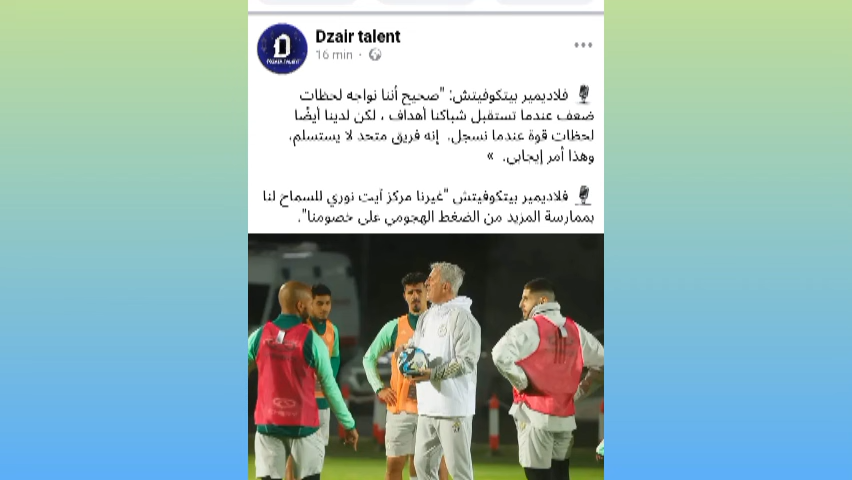 Dzair talent
16 min ·
فلاديمير بيتكوفيتش: "صحيح أننا نواجه لحظات
ضعف عندما تستقبل شباكنا أهداف ، لكن لدينا أيضًا
لحظات قوة عندما نسجل. إنه فريق متحد لا يستسلم،
وهذا أمر إيجابي. »
فلاديمير بيتكوفيتش "غيرنا مركز آيت نوري للسماح لنا
بممارسة المزيد من الضغط الهجومي على خصومنا".